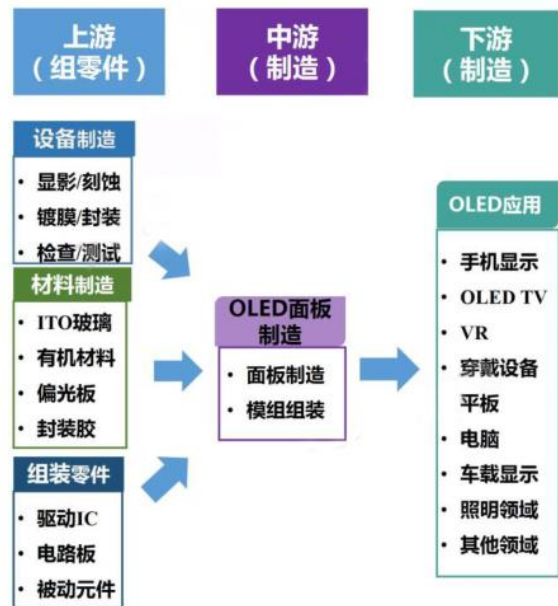 上游
（组零件）
中游
（制造）
下游
（制造）
设备制造
• 显影/刻蚀
• 镀膜/封装
• 检查/测试
材料制造
• ITO玻璃
• 有机材料
• 偏光板
• 封装胶
组装零件
• 驱动IC
• 电路板
• 被动元件
OLED面板
制造
• 面板制造
• 模组组装
OLED应用
• 手机显示
• OLED TV
• VR
• 穿戴设备
平板
• 电脑
• 车载显示
• 照明领域
• 其他领域